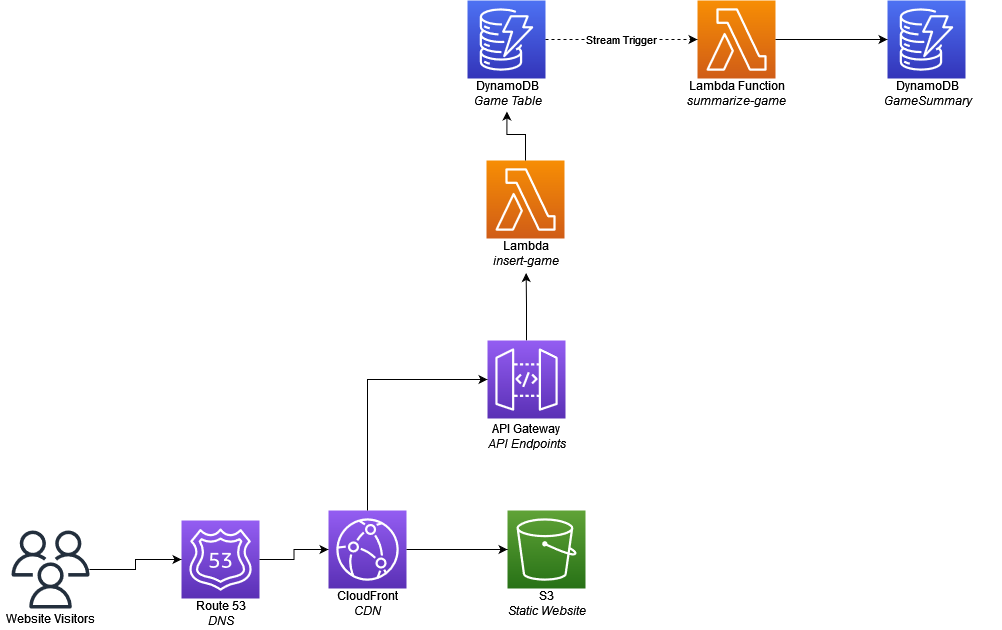 Stream Trigger
DynamoDB
Game Table
Lambda Function
summarize-game
DynamoDB
GameSummary
Lambda
insert-game
</>
API Gateway
API Endpoints
53
Website Visitors
Route 53
DNS
CloudFront
CDN
S3
Static Website